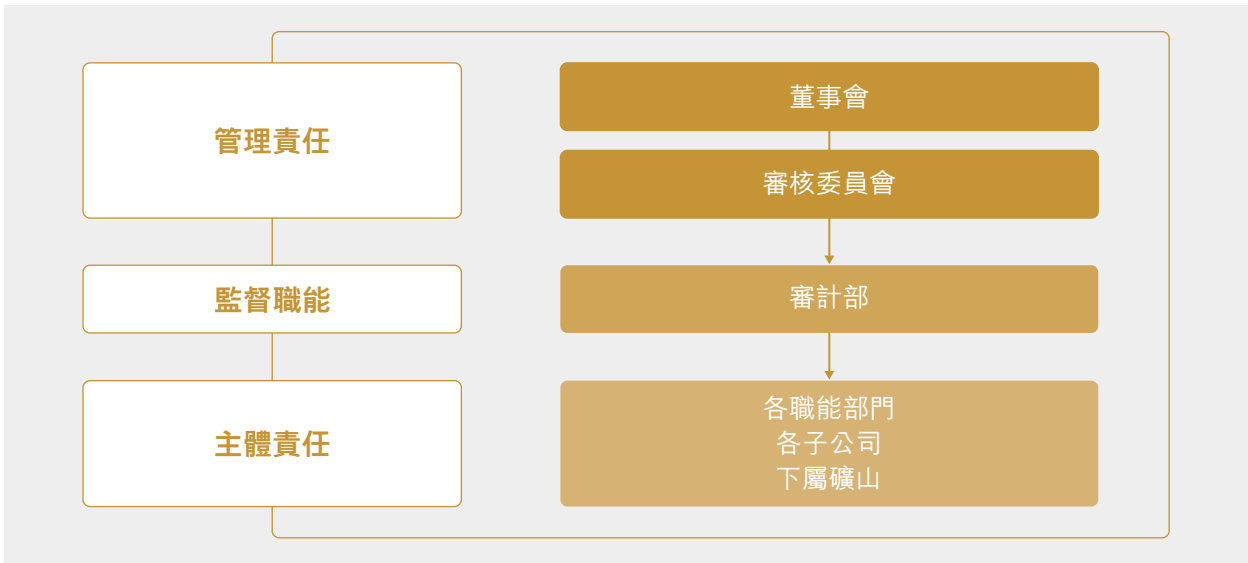 管理責任
董事會
審核委員會
監督職能
審計部
主體責任
各職能部門
各子公司
下屬礦山